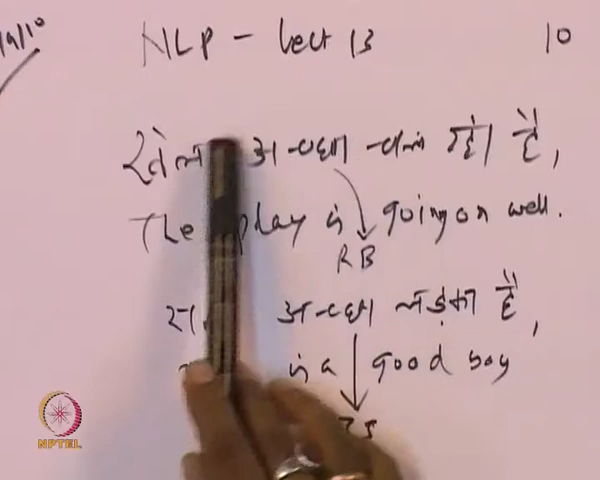 NLP - Lect 13 10
खेल अच्छा चल रहा है,
The play is going on well.
RB
अच्छा लड़का है,
is a good boy
NPTEL